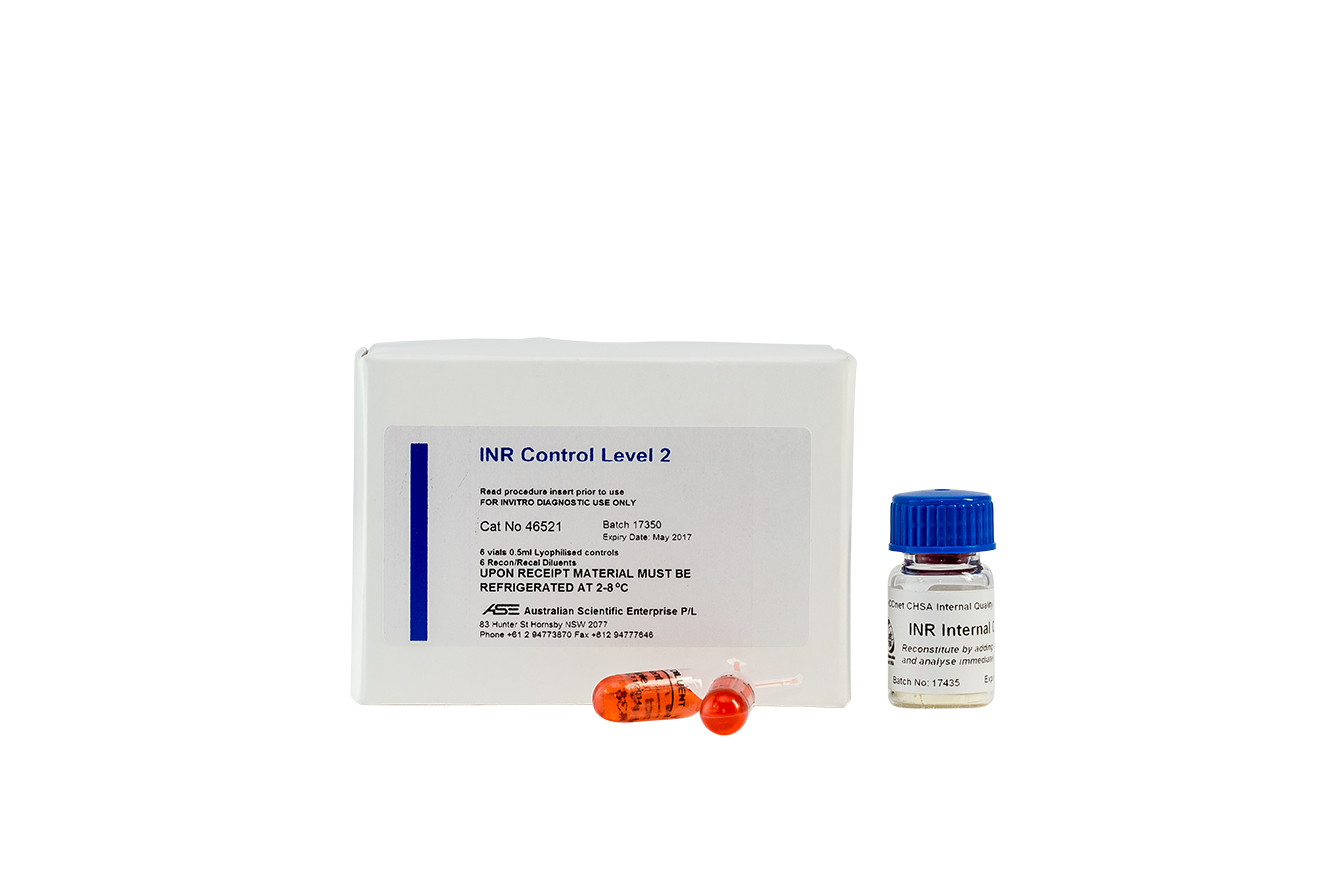 INR Control Level 2
Read procedure insert prior to use
FOR INVITRO DIAGNOSTIC USE ONLY
Cat No 46521
Batch 17350
Expiry Date: May 2017
6 vials 0.5ml Lyophilised controls
6 Recon/Recal Diluents
UPON RECEIPT MATERIAL MUST BE
REFRIGERATED AT 2-8 ºC
ASE Australian Scientific Enterprise P/L
83 Hunter St Hornsby NSW 2077
Phone +61 2 94773870 Fax +612 94777646
CHSA Internal Quality
INR Internal
Reconstitute by adding
and analyse immediate
Batch No: 17435